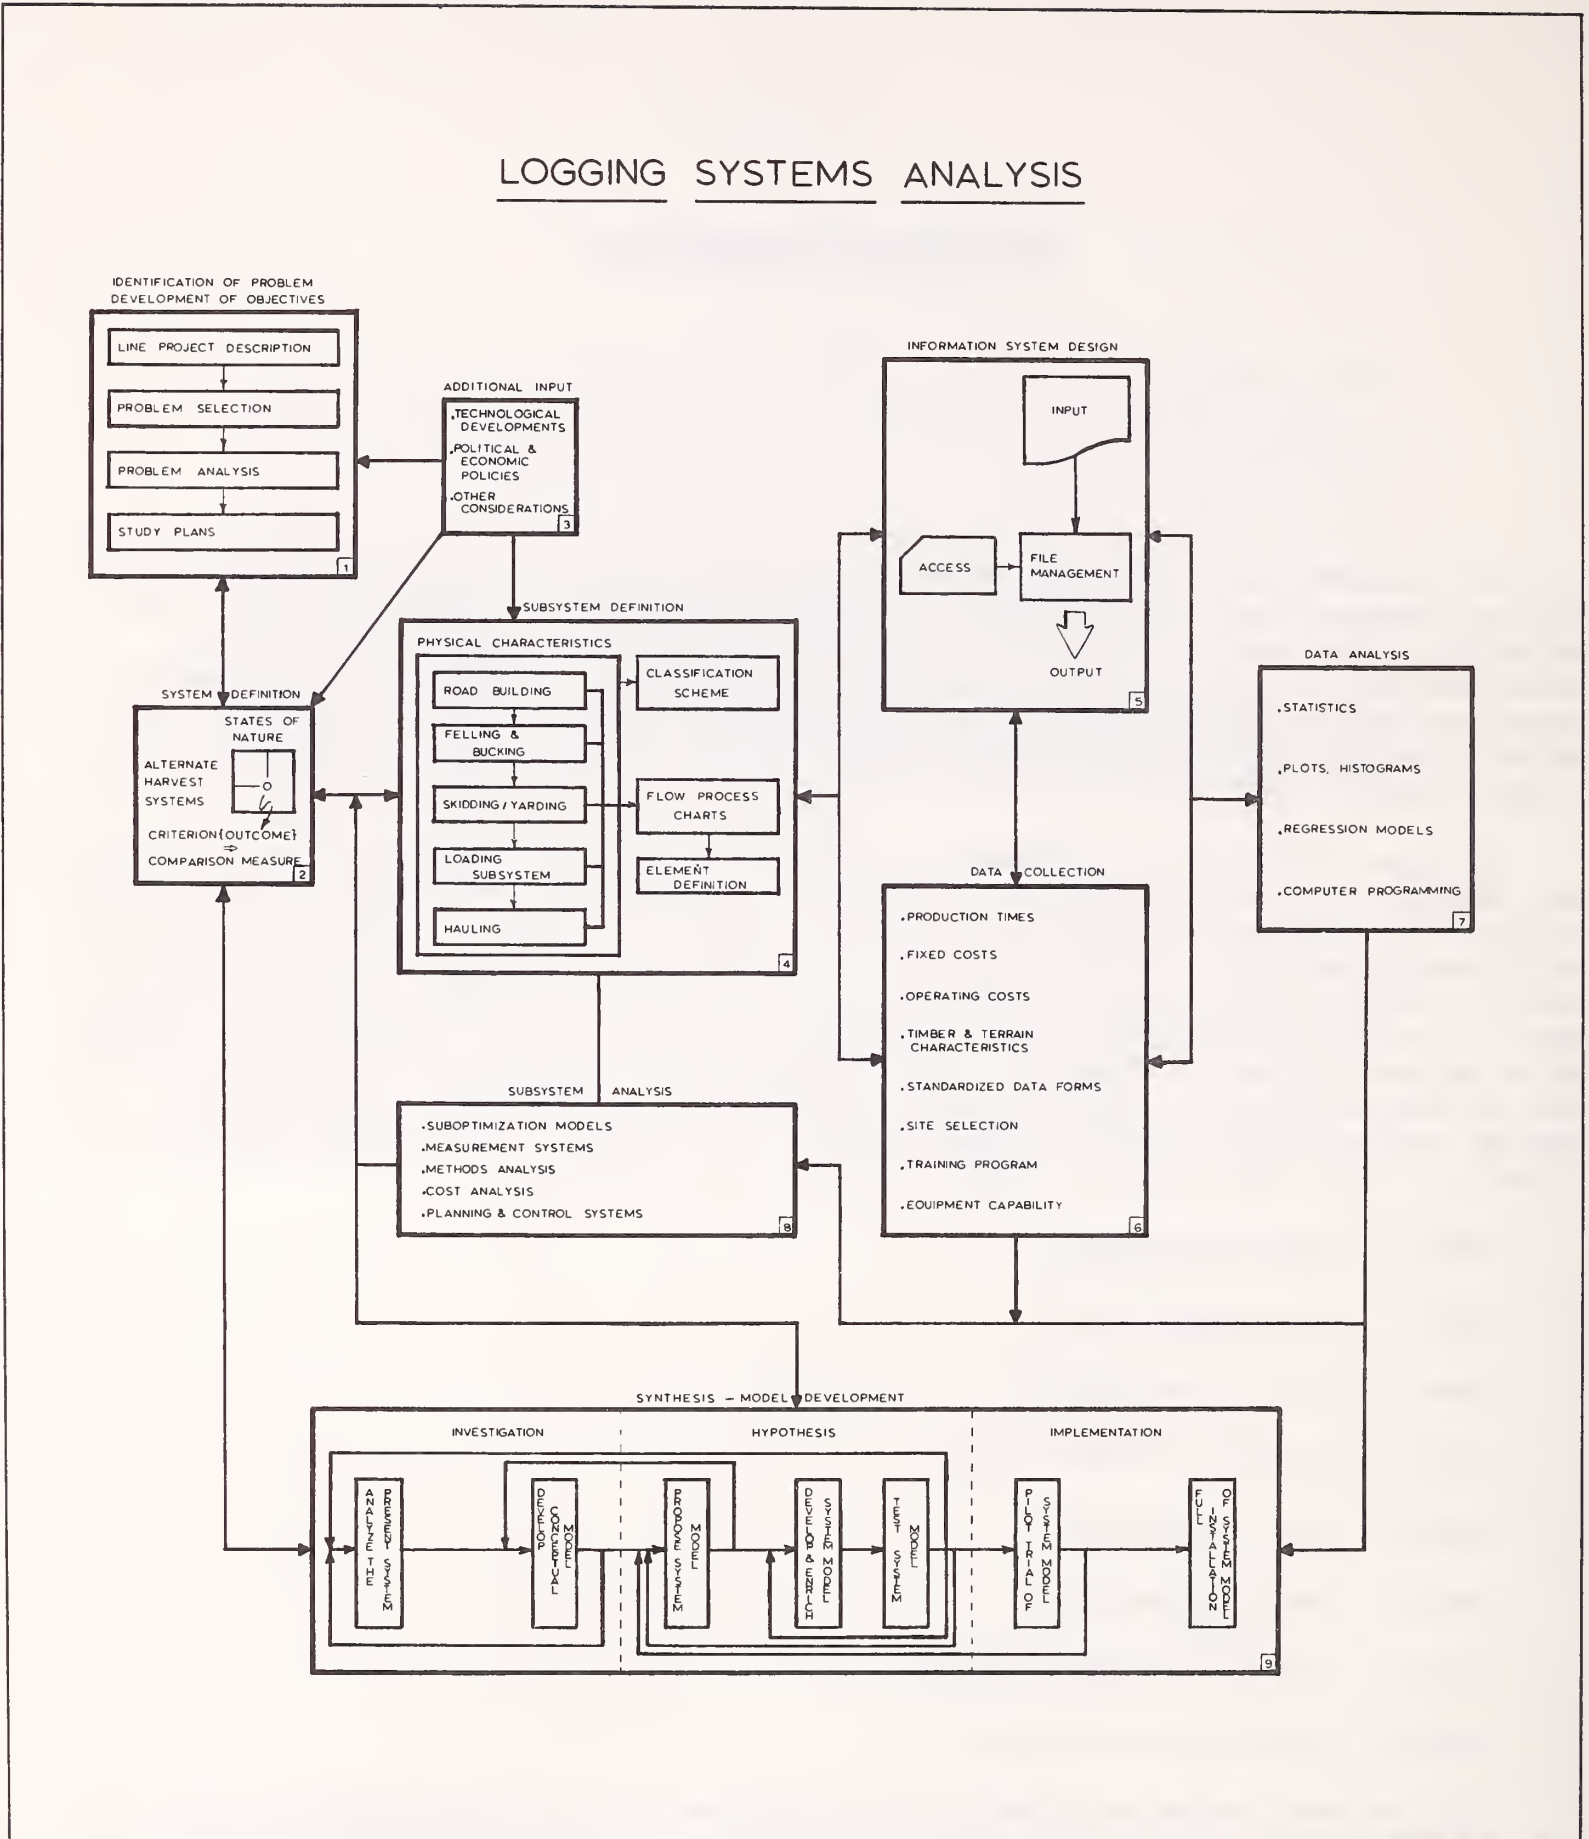 LOGGING SYSTEMS ANALYSIS
IDENTIFICATION OF PROBLEM
DEVELOPMENT OF OBJECTIVES
LINE PROJECT DESCRIPTION
PROBLEM SELECTION
PROBLEM ANALYSIS
STUDY PLANS
1
ADDITIONAL INPUT
.TECHNOLOGICAL
DEVELOPMENTS
.POLITICAL &
ECONOMIC
POLICIES
.OTHER
CONSIDERATIONS
3
SYSTEM DEFINITION
STATES OF
NATURE
ALTERNATE
HARVEST
SYSTEMS
CRITERION{OUTCOME}
⇒
COMPARISON MEASURE
2
SUBSYSTEM DEFINITION
PHYSICAL CHARACTERISTICS
ROAD BUILDING
FELLING &
BUCKING
SKIDDING/YARDING
LOADING
SUBSYSTEM
HAULING
CLASSIFICATION
SCHEME
FLOW PROCESS
CHARTS
ELEMENT
DEFINITION
4
INFORMATION SYSTEM DESIGN
INPUT
ACCESS
FILE
MANAGEMENT
OUTPUT
5
DATA COLLECTION
.PRODUCTION TIMES
.FIXED COSTS
.OPERATING COSTS
.TIMBER & TERRAIN
CHARACTERISTICS
.STANDARDIZED DATA FORMS
.SITE SELECTION
.TRAINING PROGRAM
.EQUIPMENT CAPABILITY
6
DATA ANALYSIS
.STATISTICS
.PLOTS, HISTOGRAMS
.REGRESSION MODELS
.COMPUTER PROGRAMMING
7
SUBSYSTEM ANALYSIS
.SUBOPTIMIZATION MODELS
.MEASUREMENT SYSTEMS
.METHODS ANALYSIS
.COST ANALYSIS
.PLANNING & CONTROL SYSTEMS
8
SYNTHESIS - MODEL DEVELOPMENT
INVESTIGATION
HYPOTHESIS
IMPLEMENTATION
ANALYZE THE
PRESENT SYSTEM
DEVELOP
CONCEPTUAL
MODEL
PROPOSE SYSTEM
MODEL
DEVELOP & ENRICH
SYSTEM MODEL
TEST SYSTEM
MODEL
PILOT TRIAL OF
SYSTEM MODEL
FULL
INSTALLATION
OF SYSTEM MODEL
9